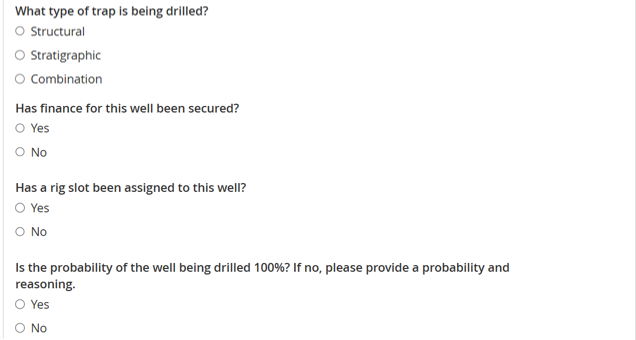 What type of trap is being drilled?
Structural
Stratigraphic
Combination
Has finance for this well been secured?
Yes
No
Has a rig slot been assigned to this well?
Yes
No
Is the probability of the well being drilled 100%? If no, please provide a probability and
reasoning.
Yes
No